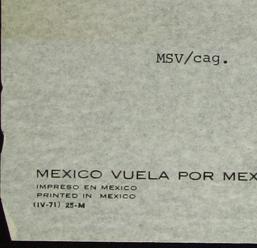 MSV/cag.
MEXICO VUELA POR MEX
IMPRESO EN MEXICO
PRINTED IN MEXICO
(IV-71) 25-M